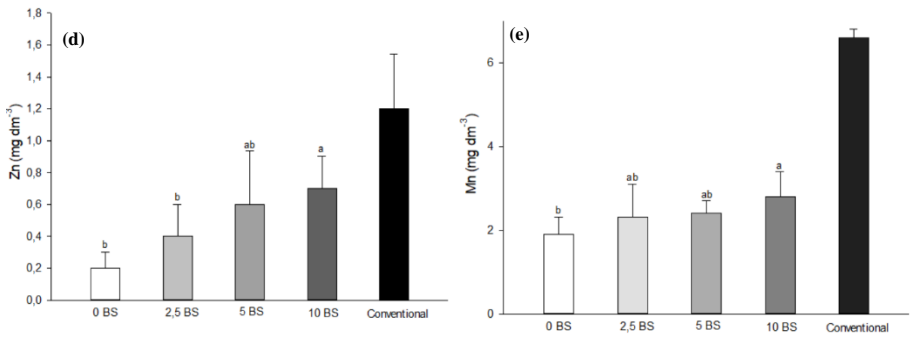 (d)
Zn (mg dm-3)
1,8
1,6
1,4
1,2
1,0
0,8
0,6
0,4
0,2
0,0
b
b
ab
a
0 BS 2,5 BS 5 BS 10 BS Conventional
(e)
Mn (mg dm-3)
6
4
2
0
b
ab
ab
a
0 BS 2,5 BS 5 BS 10 BS Conventional